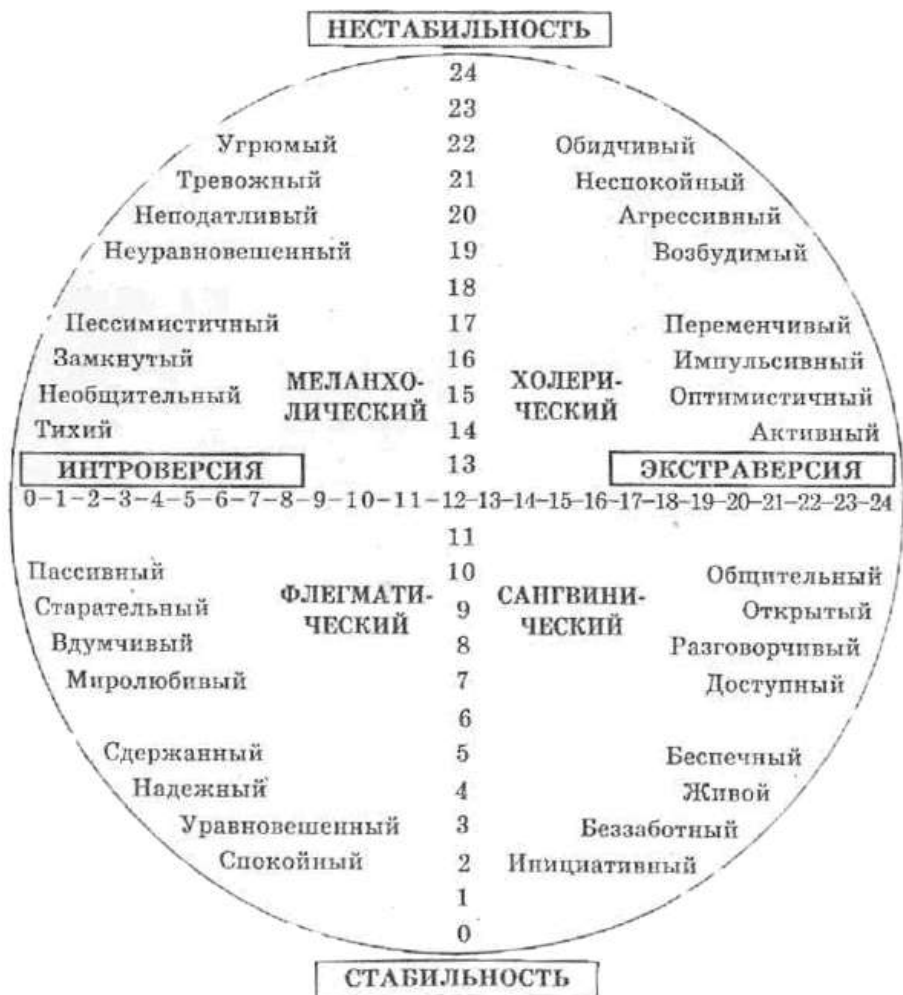 НЕСТАБИЛЬНОСТЬ
24
23
Угрюмый 22 Обидчивый
Тревожный 21 Неспокойный
Неподатливый 20 Агрессивный
Неуравновешенный 19 Возбудимый
18
Пессимистичный 17 Переменчивый
Замкнутый 16 Импульсивный
МЕЛАНХО- ХОЛЕРИ-
Необщительный 15 Оптимистичный
ЛИЧЕСКИЙ ЧЕСКИЙ
Тихий 14 Активный
ИНТРОВЕРСИЯ 13 ЭКСТРАВЕРСИЯ
0–1–2–3–4–5–6–7–8–9–10–11–12–13–14–15–16–17–18–19–20–21–22–23–24
11
Пассивный 10 Общительный
ФЛЕГМАТИ- САНГВИНИ-
Старательный 9 Открытый
ЧЕСКИЙ ЧЕСКИЙ
Вдумчивый 8 Разговорчивый
Миролюбивый 7 Доступный
6
Сдержанный 5 Беспечный
Надежный 4 Живой
Уравновешенный 3 Беззаботный
Спокойный 2 Инициативный
1
0
СТАБИЛЬНОСТЬ